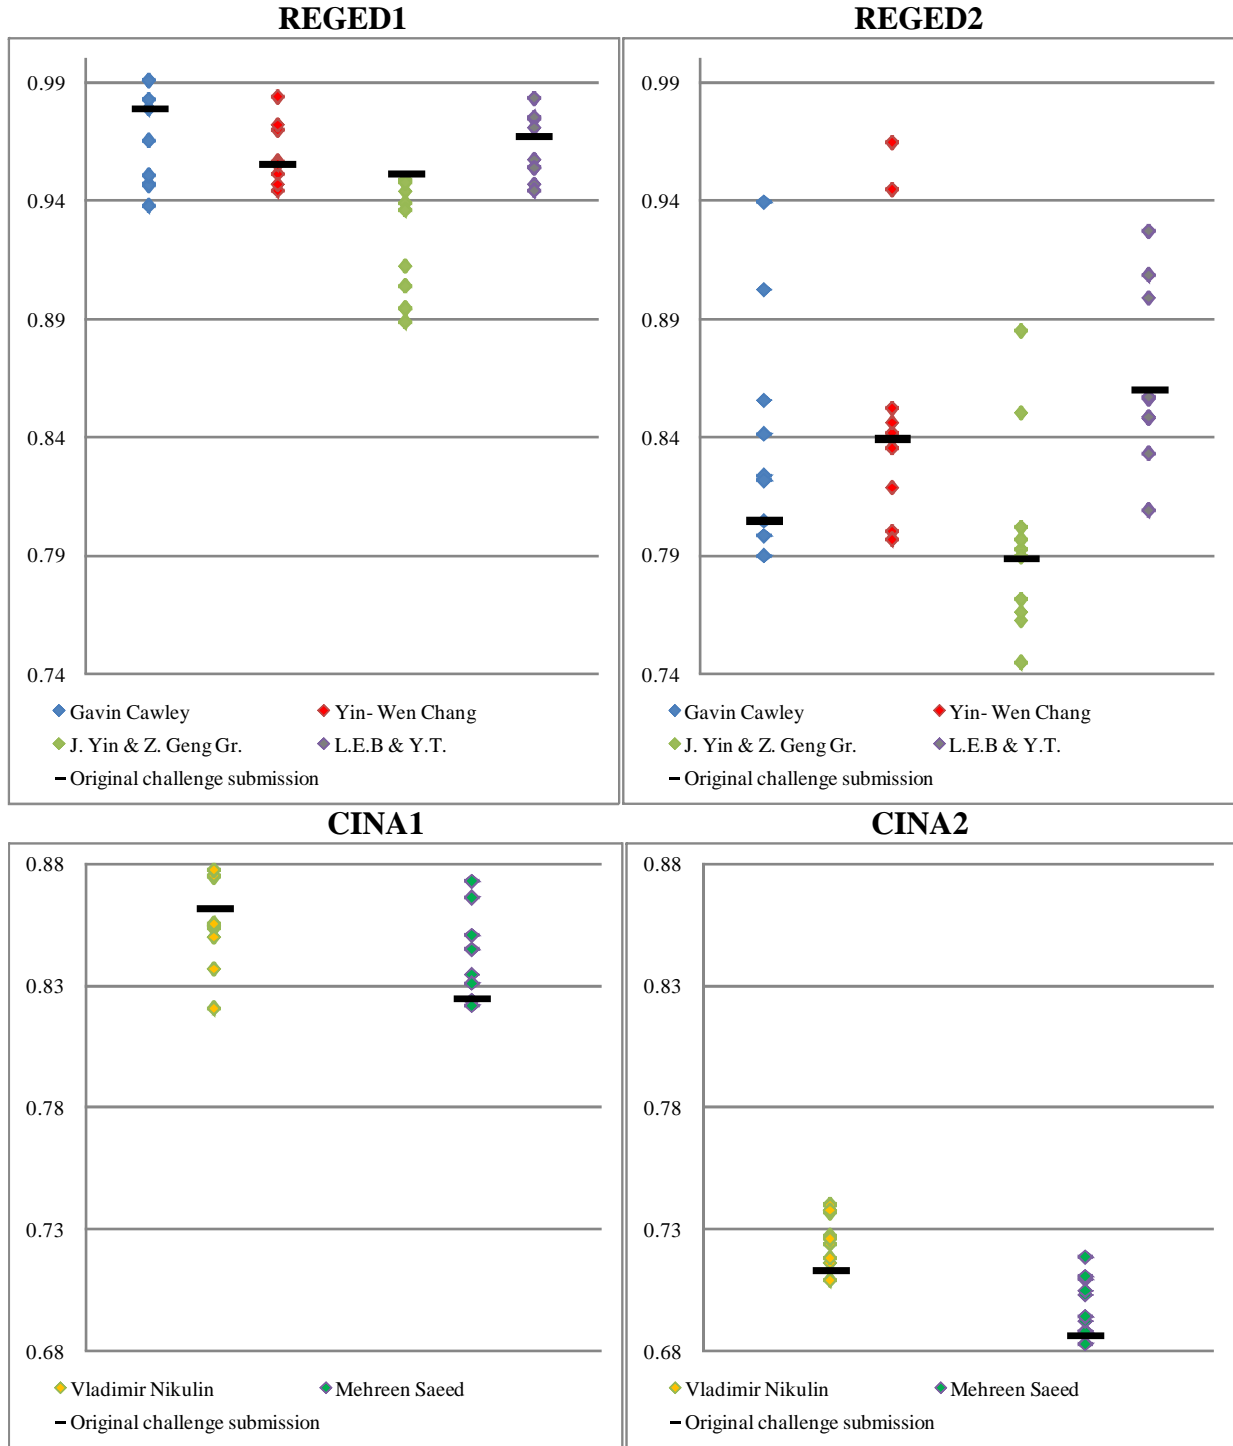 REGED1
0.99
0.94
0.89
0.84
0.79
0.74
Gavin Cawley
Yin- Wen Chang
J. Yin & Z. Geng Gr.
L.E.B & Y.T.
Original challenge submission
REGED2
0.99
0.94
0.89
0.84
0.79
0.74
Gavin Cawley
Yin- Wen Chang
J. Yin & Z. Geng Gr.
L.E.B & Y.T.
Original challenge submission
CINA1
0.88
0.83
0.78
0.73
0.68
Vladimir Nikulin
Mehreen Saeed
Original challenge submission
CINA2
0.88
0.83
0.78
0.73
0.68
Vladimir Nikulin
Mehreen Saeed
Original challenge submission